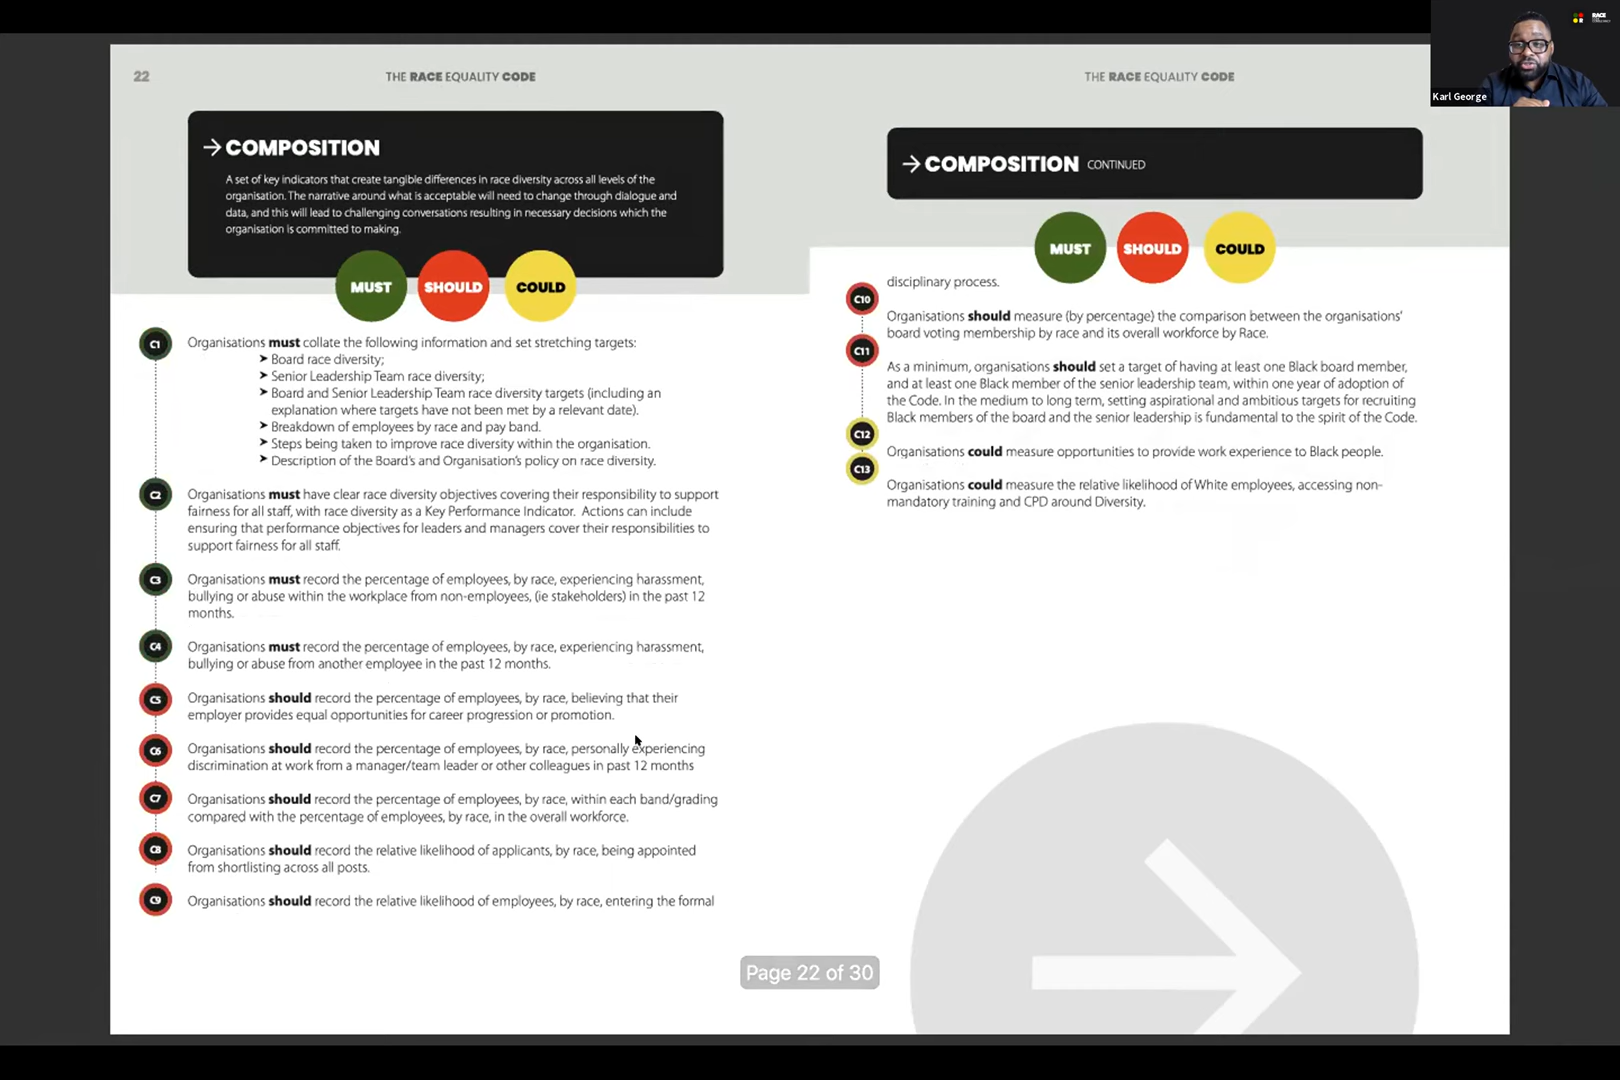 22
THE RACE EQUALITY CODE
→ COMPOSITION
A set of key indicators that create tangible differences in race diversity across all levels of the
organisation. The narrative around what is acceptable will need to change through dialogue and
data, and this will lead to challenging conversations resulting in necessary decisions which the
organisation is committed to making.
MUST
SHOULD
COULD
C1
Organisations must collate the following information and set stretching targets:
➤ Board race diversity;
➤ Senior Leadership Team race diversity;
➤ Board and Senior Leadership Team race diversity targets (including an
explanation where targets have not been met by a relevant date).
➤ Breakdown of employees by race and pay band.
➤ Steps being taken to improve race diversity within the organisation.
➤ Description of the Board's and Organisation's policy on race diversity.
C2
Organisations must have clear race diversity objectives covering their responsibility to support
fairness for all staff, with race diversity as a Key Performance Indicator. Actions can include
ensuring that performance objectives for leaders and managers cover their responsibilities to
support fairness for all staff.
C3
Organisations must record the percentage of employees, by race, experiencing harassment,
bullying or abuse within the workplace from non-employees, (ie stakeholders) in the past 12
months.
C4
Organisations must record the percentage of employees, by race, experiencing harassment,
bullying or abuse from another employee in the past 12 months.
C5
Organisations should record the percentage of employees, by race, believing that their
employer provides equal opportunities for career progression or promotion.
C6
Organisations should record the percentage of employees, by race, personally experiencing
discrimination at work from a manager/team leader or other colleagues in past 12 months
C7
Organisations should record the percentage of employees, by race, within each band/grading
compared with the percentage of employees, by race, in the overall workforce.
C8
Organisations should record the relative likelihood of applicants, by race, being appointed
from shortlisting across all posts.
C9
Organisations should record the relative likelihood of employees, by race, entering the formal
THE RACE EQUALITY CODE
→ COMPOSITION CONTINUED
MUST
SHOULD
COULD
disciplinary process.
C10
Organisations should measure (by percentage) the comparison between the organisations'
board voting membership by race and its overall workforce by Race.
C11
As a minimum, organisations should set a target of having at least one Black board member,
and at least one Black member of the senior leadership team, within one year of adoption of
the Code. In the medium to long term, setting aspirational and ambitious targets for recruiting
Black members of the board and the senior leadership is fundamental to the spirit of the Code.
C12
Organisations could measure opportunities to provide work experience to Black people.
C13
Organisations could measure the relative likelihood of White employees, accessing non-
mandatory training and CPD around Diversity.
Page 22 of 30
RACE
Karl George